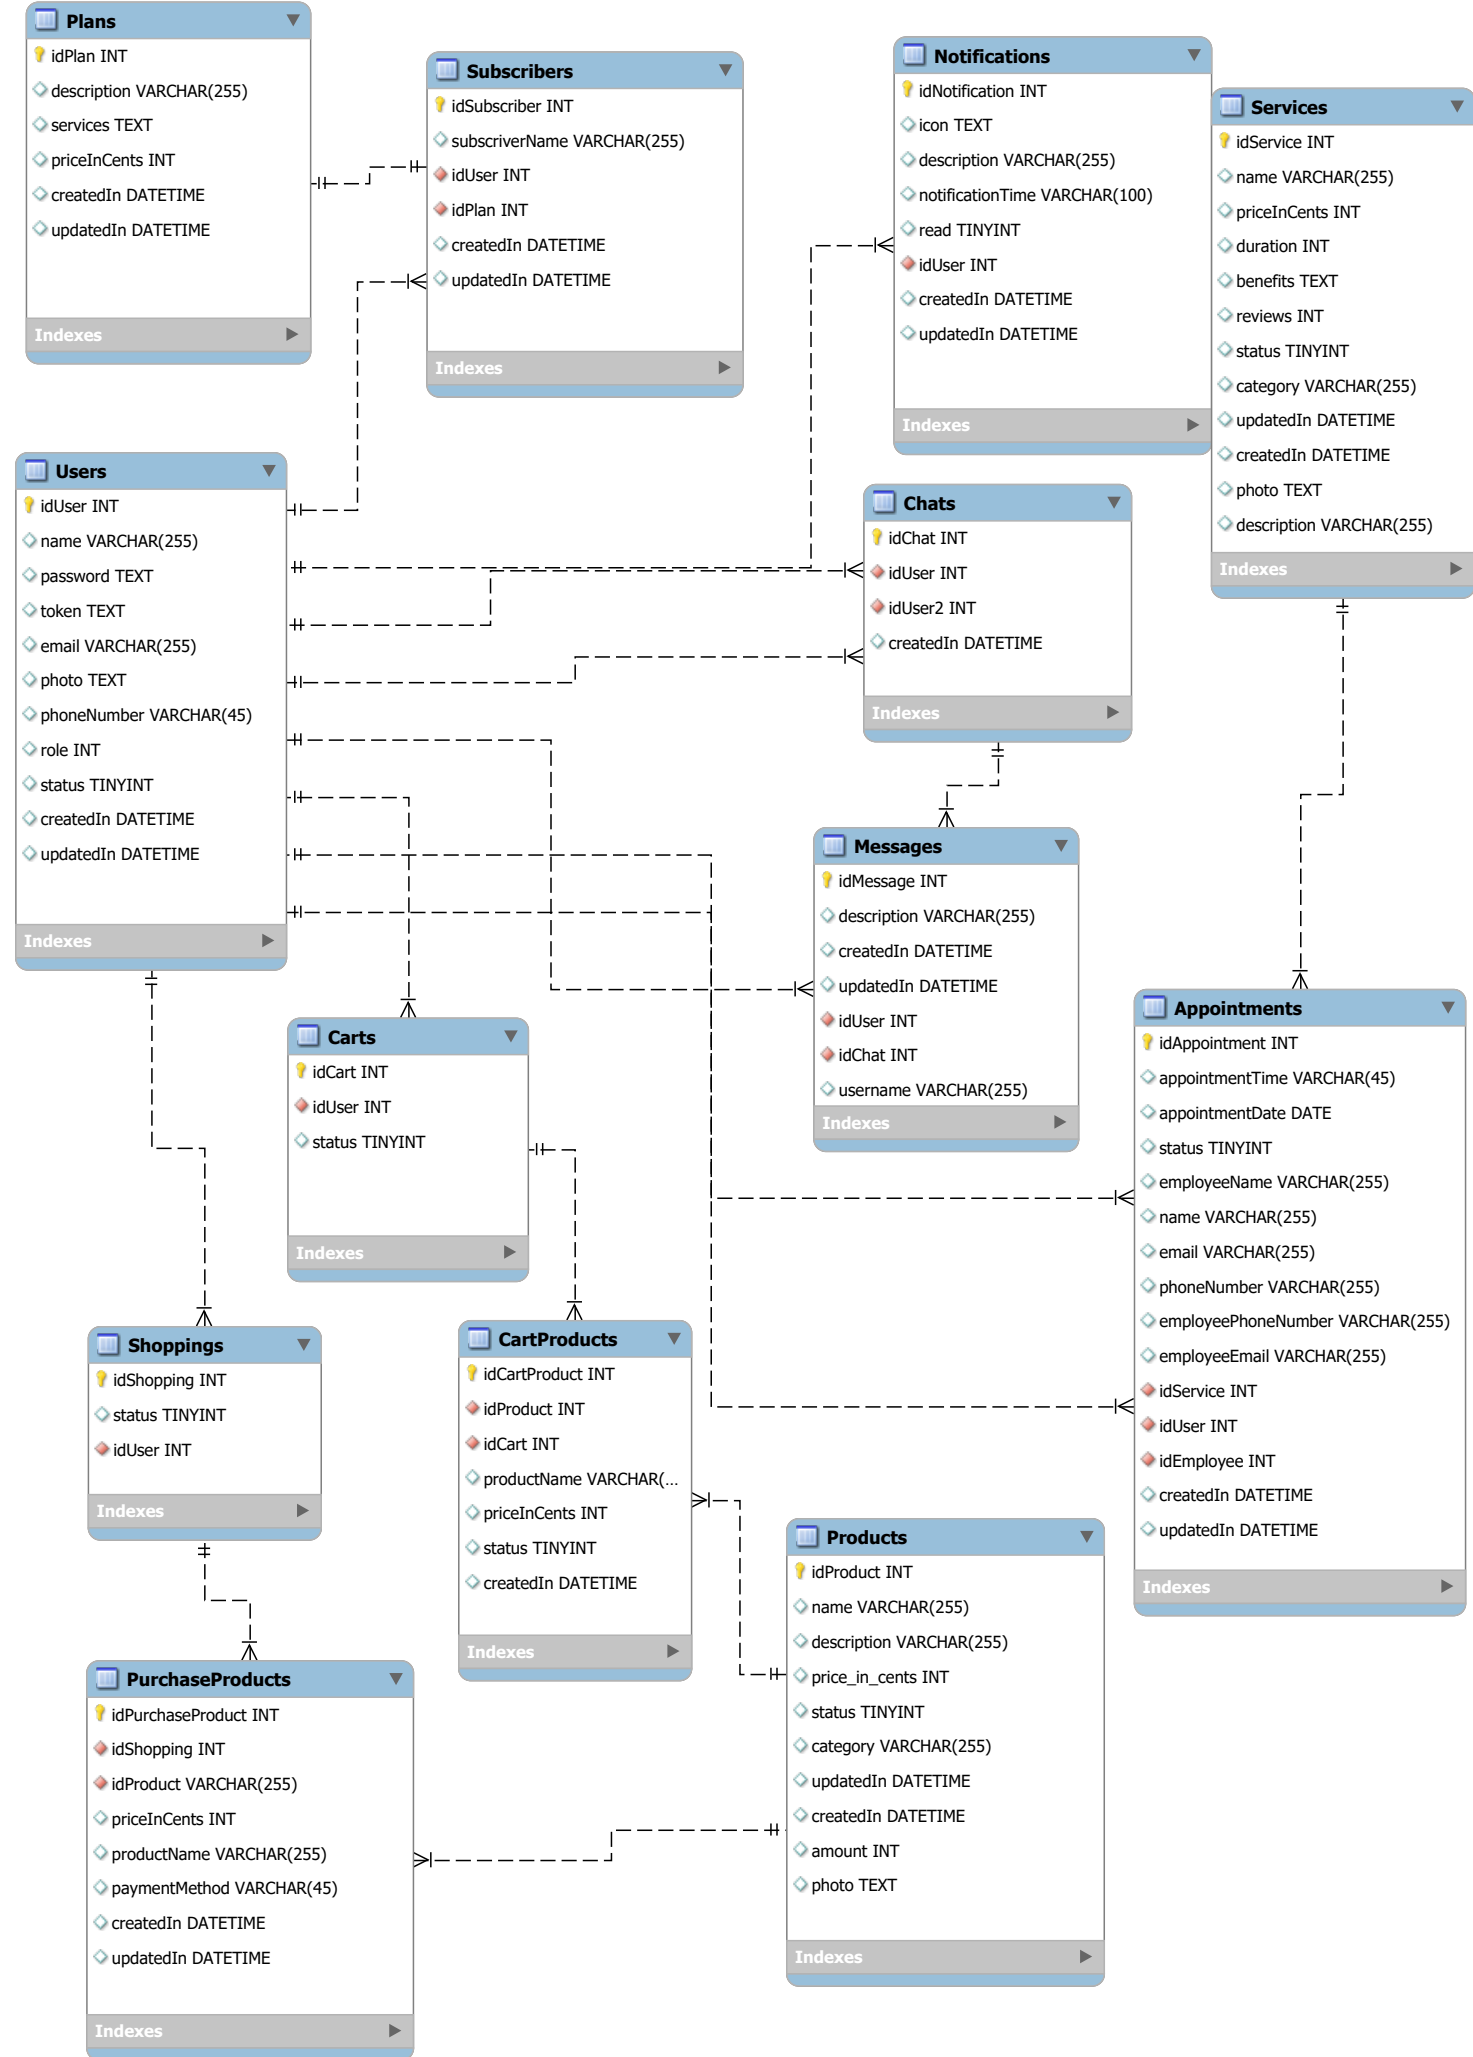 Plans
idPlan INT
description VARCHAR(255)
services TEXT
priceInCents INT
createdIn DATETIME
updatedIn DATETIME
Indexes
Subscribers
idSubscriber INT
subscriverName VARCHAR(255)
idUser INT
idPlan INT
createdIn DATETIME
updatedIn DATETIME
Indexes
Notifications
idNotification INT
icon TEXT
description VARCHAR(255)
notificationTime VARCHAR(100)
read TINYINT
idUser INT
createdIn DATETIME
updatedIn DATETIME
Indexes
Services
idService INT
name VARCHAR(255)
priceInCents INT
duration INT
benefits TEXT
reviews INT
status TINYINT
category VARCHAR(255)
updatedIn DATETIME
createdIn DATETIME
photo TEXT
description VARCHAR(255)
Indexes
Users
idUser INT
name VARCHAR(255)
password TEXT
token TEXT
email VARCHAR(255)
photo TEXT
phoneNumber VARCHAR(45)
role INT
status TINYINT
createdIn DATETIME
updatedIn DATETIME
Indexes
Chats
idChat INT
idUser INT
idUser2 INT
createdIn DATETIME
Indexes
Messages
idMessage INT
description VARCHAR(255)
createdIn DATETIME
updatedIn DATETIME
idUser INT
idChat INT
username VARCHAR(255)
Indexes
Carts
idCart INT
idUser INT
status TINYINT
Indexes
Appointments
idAppointment INT
appointmentTime VARCHAR(45)
appointmentDate DATE
status TINYINT
employeeName VARCHAR(255)
name VARCHAR(255)
email VARCHAR(255)
phoneNumber VARCHAR(255)
employeePhoneNumber VARCHAR(255)
employeeEmail VARCHAR(255)
idService INT
idUser INT
idEmployee INT
createdIn DATETIME
updatedIn DATETIME
Indexes
Shoppings
idShopping INT
status TINYINT
idUser INT
Indexes
CartProducts
idCartProduct INT
idProduct INT
idCart INT
productName VARCHAR(...
priceInCents INT
status TINYINT
createdIn DATETIME
Indexes
Products
idProduct INT
name VARCHAR(255)
description VARCHAR(255)
price_in_cents INT
status TINYINT
category VARCHAR(255)
updatedIn DATETIME
createdIn DATETIME
amount INT
photo TEXT
Indexes
PurchaseProducts
idPurchaseProduct INT
idShopping INT
idProduct VARCHAR(255)
priceInCents INT
productName VARCHAR(255)
paymentMethod VARCHAR(45)
createdIn DATETIME
updatedIn DATETIME
Indexes